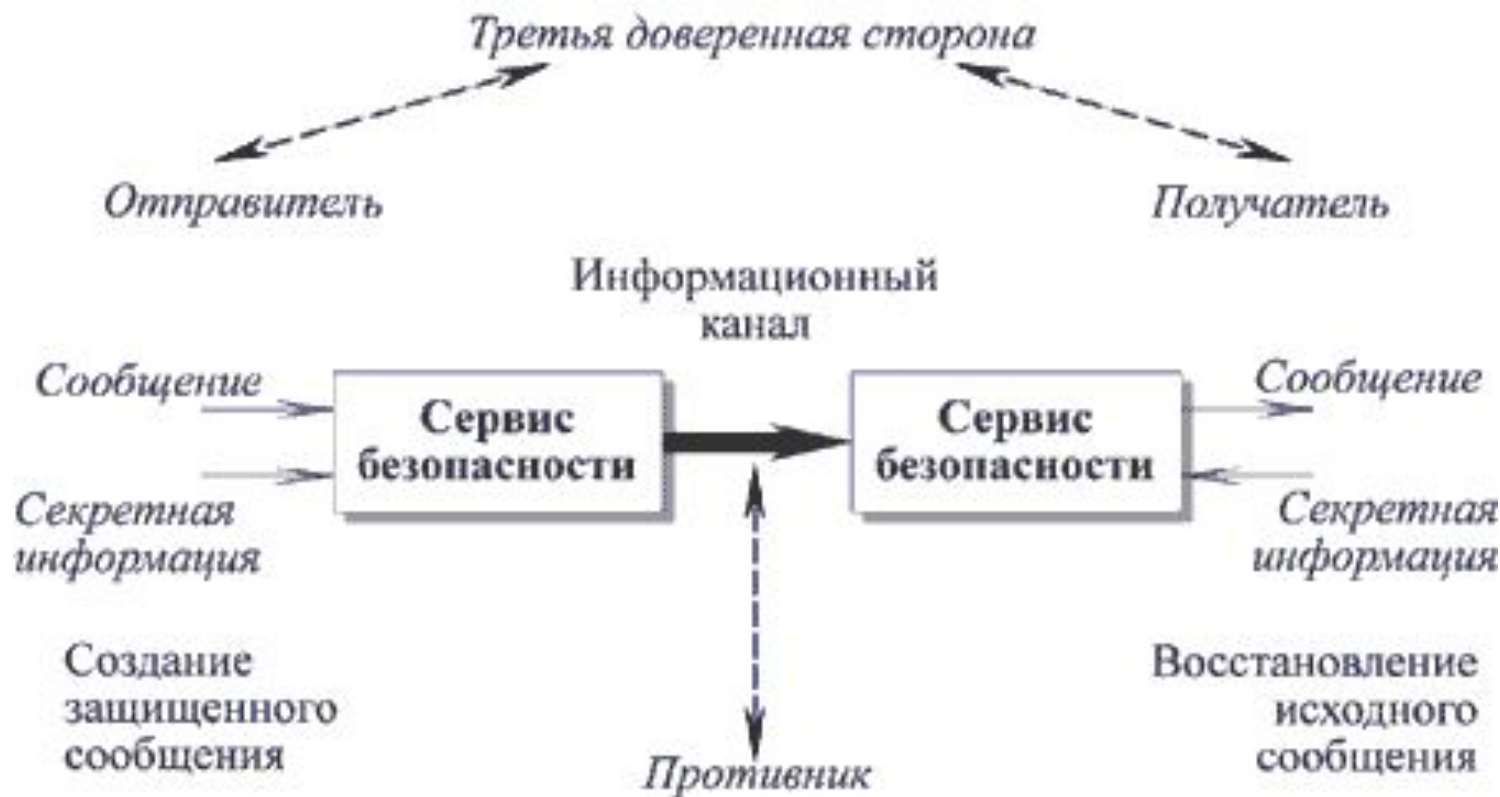 Третья доверенная сторона
Отправитель
Получатель
Информационный
канал
Сообщение
Сервис
безопасности
Сервис
безопасности
Сообщение
Секретная
информация
Секретная
информация
Создание
защищенного
сообщения
Восстановление
исходного
сообщения
Противник